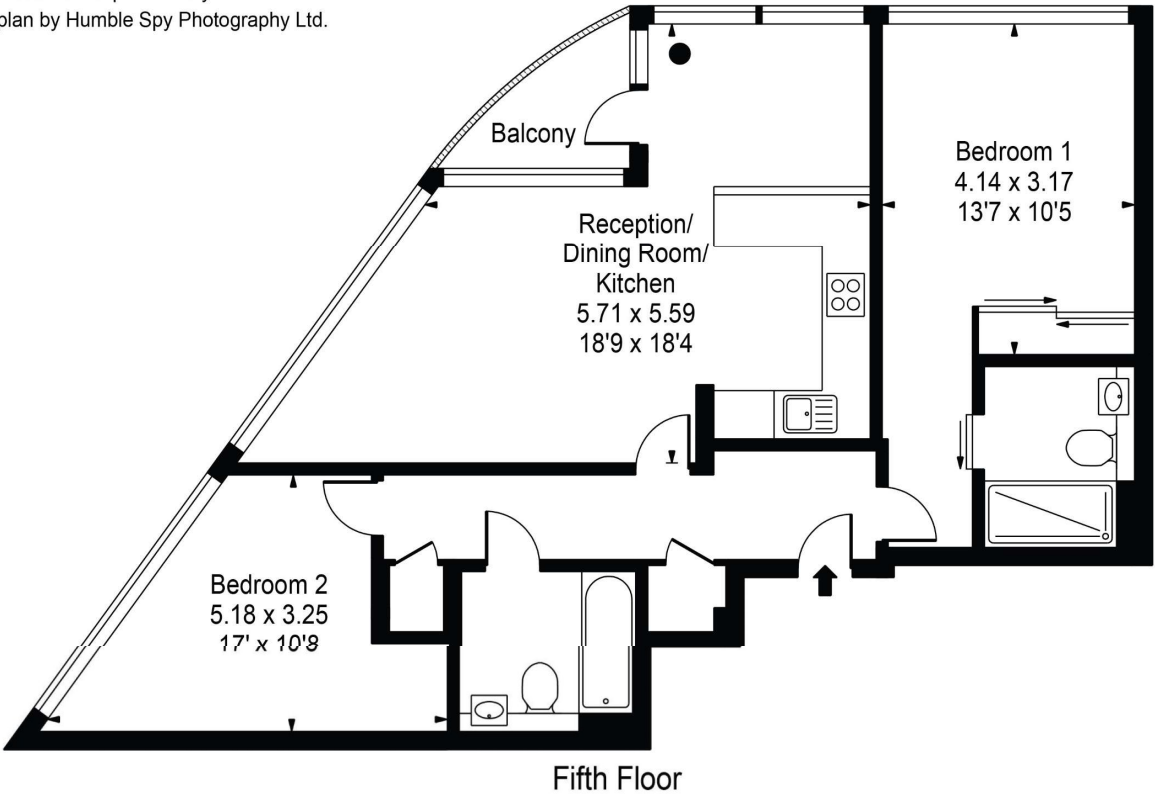 plan by Humble Spy Photography Ltd.
Balcony
Bedroom 1
4.14 x 3.17
13'7 x 10'5
Reception/
Dining Room/
Kitchen
5.71 x 5.59
18'9 x 18'4
Bedroom 2
5.18 x 3.25
17' x 10'8
Fifth Floor